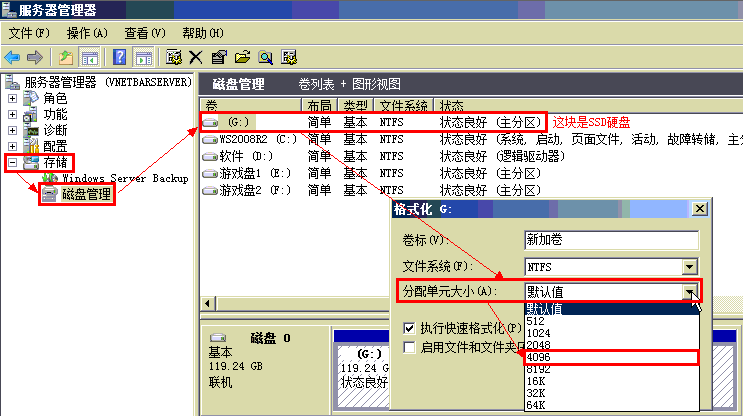 服务器管理器
文件(F) 操作(A) 查看(V) 帮助(H)
服务器管理器 (VNETBARSERVER)
角色
功能
诊断
配置
存储
Windows Server Backup
磁盘管理
磁盘管理 卷列表 + 图形视图
卷 布局 类型 文件系统 状态
(G:) 简单 基本 NTFS 状态良好 (主分区) 这块是SSD硬盘
WS2008R2 (C:) 简单 基本 NTFS 状态良好 (系统, 启动, 页面文件, 活动, 故障转储, 主分
软件 (D:) 简单 基本 NTFS 状态良好 (逻辑驱动器)
游戏盘1 (E:) 简单 基本 NTFS 状态良好 (主分区)
游戏盘2 (F:) 简单 基本 NTFS 状态良好 (主分区)
格式化 G:
卷标(V): 新加卷
文件系统(F): NTFS
分配单元大小(A): 默认值
默认值
512
1024
2048
4096
8192
16K
32K
64K
执行快速格式化(P)
启用文件和文件夹
磁盘 0
基本
119.24 GB
联机
(G:)
119.24
状态良好